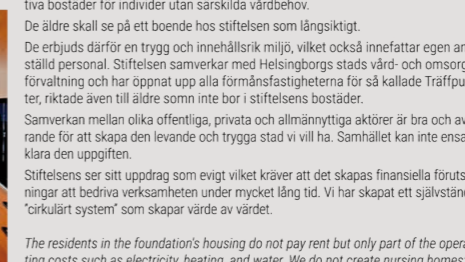 tiva bostäder för individer utan särskilda vårdbehov.
De äldre skall se på ett boende hos stiftelsen som långsiktigt.
De erbjuds därför en trygg och innehållsrik miljö, vilket också innefattar egen an
ställd personal. Stiftelsen samverkar med Helsingborgs stads vård- och omsorg
förvaltning och har öppnat upp alla förmånsfastigheterna för så kallade Träffpu
ter, riktade även till äldre somn inte bor i stiftelsens bostäder.
Samverkan mellan olika offentliga, privata och allmännyttiga aktörer är bra och av
rande för att skapa den levande och trygga stad vi vill ha. Samhället kan inte ensa
klara den uppgiften.
Stiftelsens ser sitt uppdrag som evigt vilket kräver att det skapas finansiella föruts
ningar att bedriva verksamheten under mycket lång tid. Vi har skapat ett självstän
”cirkulärt system” som skapar värde av värdet.
The residents in the foundation's housing do not pay rent but only part of the opera
ting costs such as electricity, heating, and water. We do not create nursing homes